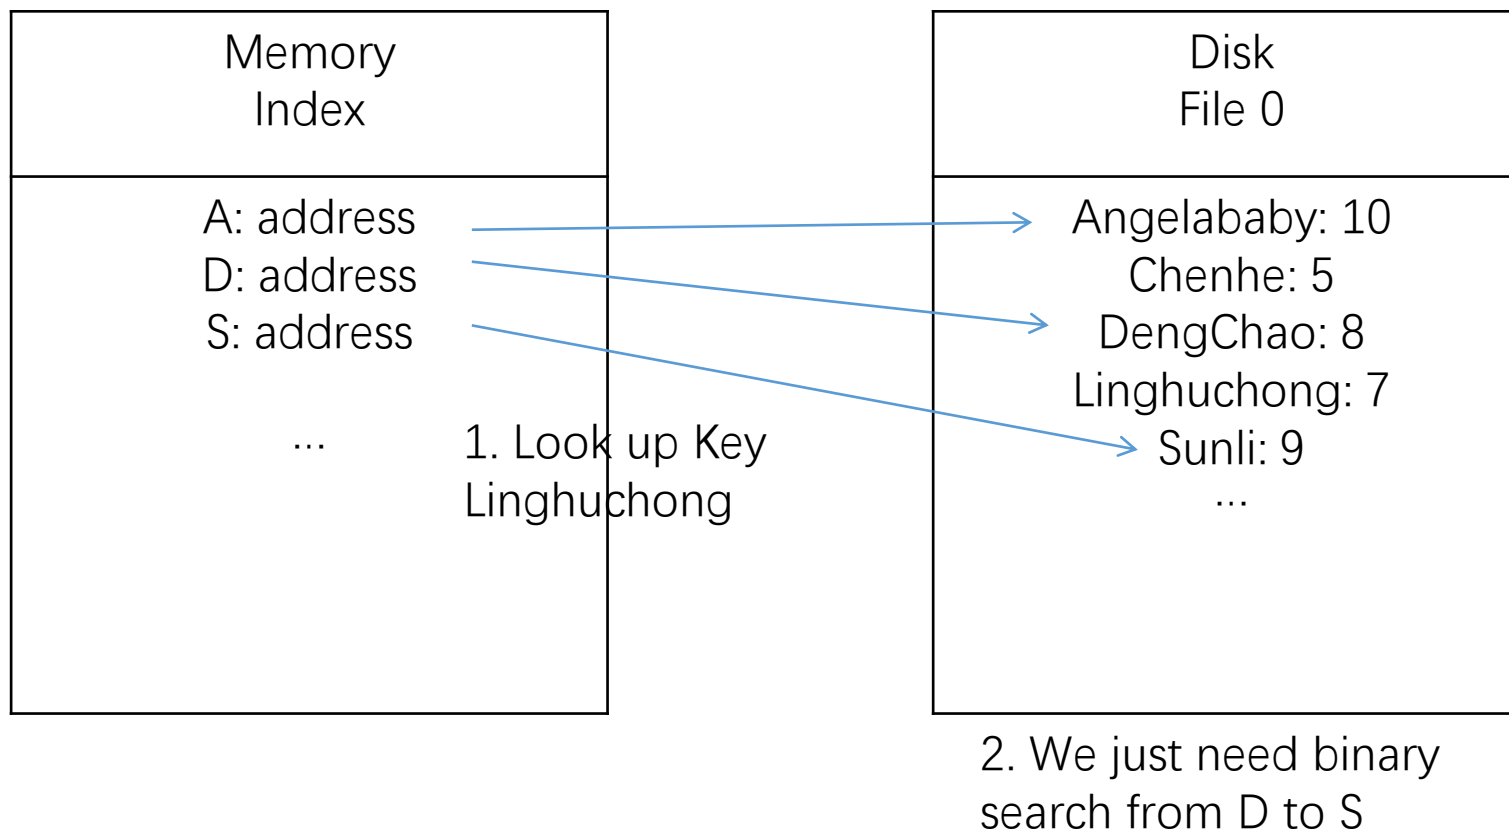 Memory
Index
A: address
D: address
S: address
...
1. Look up Key
Linghuchong
Disk
File 0
Angelababy: 10
Chenhe: 5
DengChao: 8
Linghuchong: 7
Sunli: 9
...
2. We just need binary
search from D to S